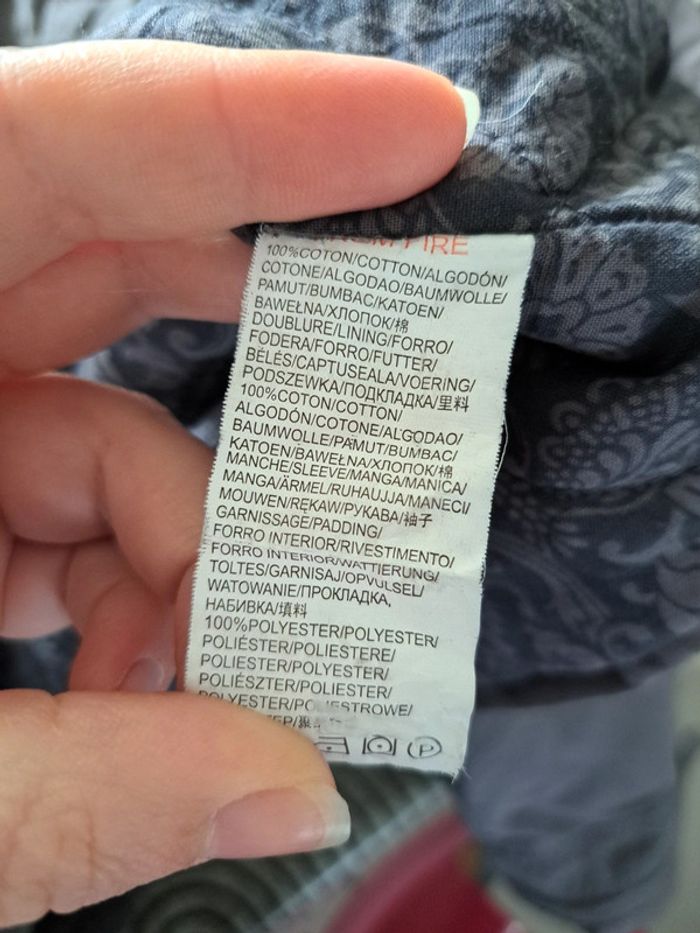 FIRE
100%COTON/COTTON/ALGODÓN/
COTONE/ALGODAO/BAUMWOLLE/
PAMUT/BUMBAC/KATOEN/
BAWEŁNA/ХЛОПОК/棉
DOUBLURE/LINING/FORRO/
FODERA/FORRO/FUTTER/
BÉLÉS/CAPTUSEALA/VOERING/
PODSZEWKA/ПОДКЛАДКА/里料
100%COTON/COTTON/
ALGODÓN/COTONE/ALGODAO/
BAUMWOLLE/PAMUT/BUMBAC/
KATOEN/BAWEŁNA/ХЛОПОК/棉
MANCHE/SLEEVE/MANGA/MANICA/
MANGA/ÄRMEL/RUHAUJJA/MANECI/
MOUWEN/RĘKAW/РУКАВА/袖子
GARNISSAGE/PADDING/
FORRO INTERIOR/RIVESTIMENTO/
FORRO INTERIOR/WATTIERUNG/
TOLTES/GARNISAJ/OPVULSEL/
WATOWANIE/ПРОКЛАДКА,
НАБИВКА/填料
100%POLYESTER/POLYESTER/
POLIÉSTER/POLIESTERE/
POLIESTER/POLYESTER/
POLIÉSZTER/POLIESTER/
POLYESTER/POLIESTROWE/
P